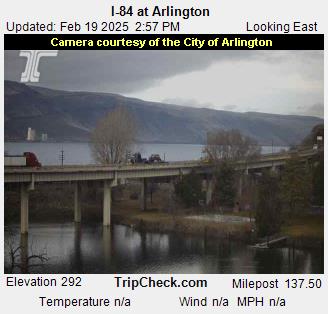 I-84 at Arlington
Updated: Feb 19 2025  2:57 PM Looking East
Camera courtesy of the City of Arlington
Elevation 292 TripCheck.com Milepost 137.50
Temperature n/a Wind n/a MPH n/a